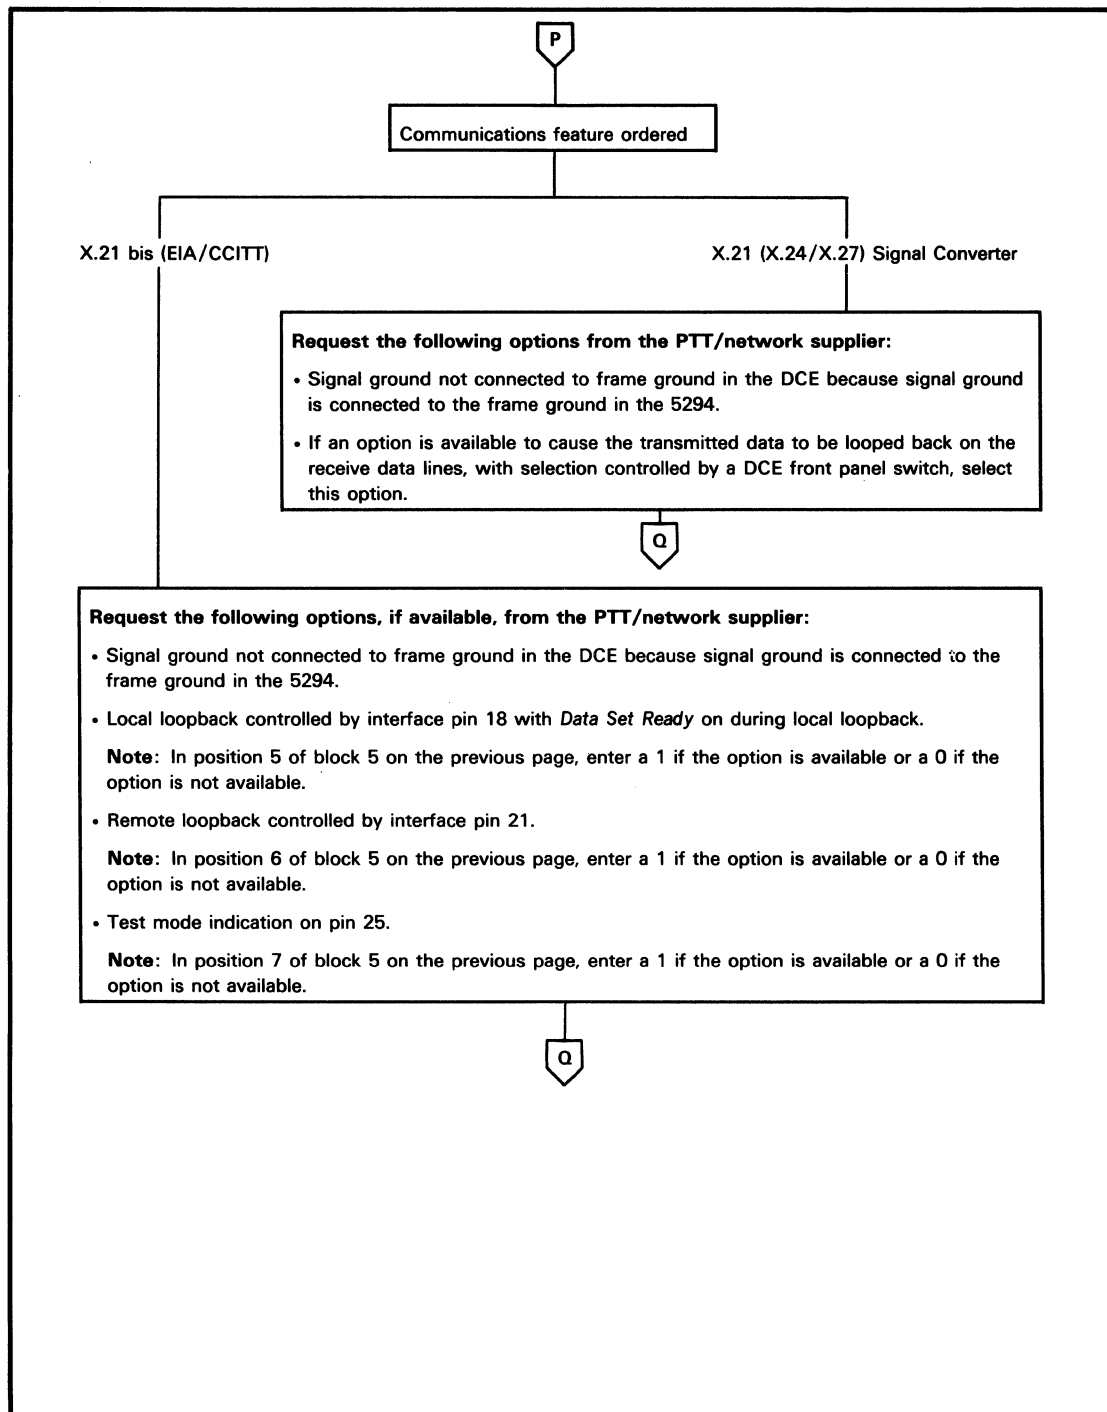 P
Communications feature ordered
X.21 bis (EIA/CCITT)
X.21 (X.24/X.27) Signal Converter
Request the following options from the PTT/network supplier:
• Signal ground not connected to frame ground in the DCE because signal ground
is connected to the frame ground in the 5294.
• If an option is available to cause the transmitted data to be looped back on the
receive data lines, with selection controlled by a DCE front panel switch, select
this option.
Q
Request the following options, if available, from the PTT/network supplier:
• Signal ground not connected to frame ground in the DCE because signal ground is connected to the
frame ground in the 5294.
• Local loopback controlled by interface pin 18 with Data Set Ready on during local loopback.
Note: In position 5 of block 5 on the previous page, enter a 1 if the option is available or a 0 if the
option is not available.
• Remote loopback controlled by interface pin 21.
Note: In position 6 of block 5 on the previous page, enter a 1 if the option is available or a 0 if the
option is not available.
• Test mode indication on pin 25.
Note: In position 7 of block 5 on the previous page, enter a 1 if the option is available or a 0 if the
option is not available.
Q